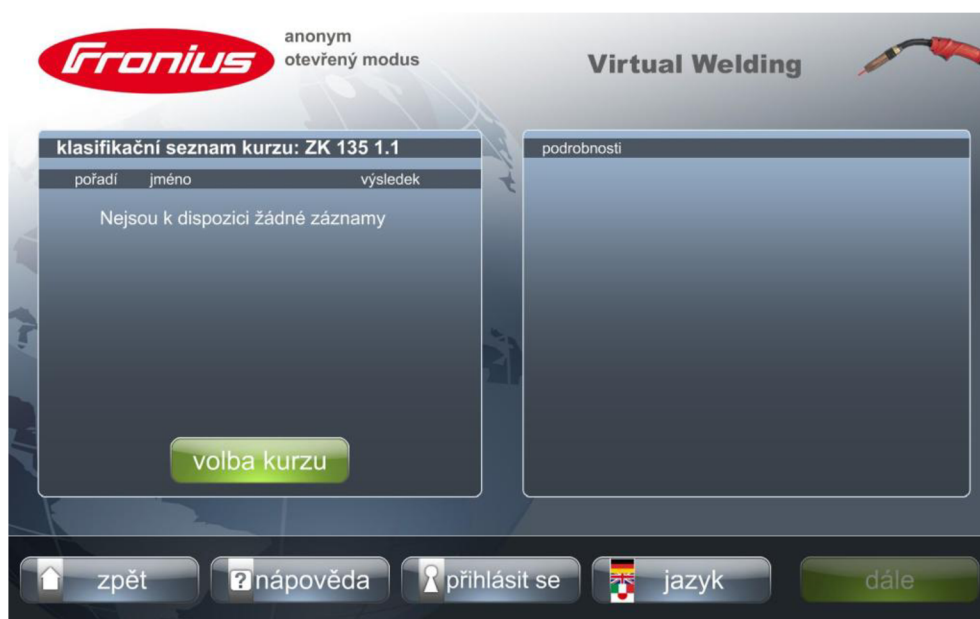 Fronius
anonym
otevřený modus
Virtual Welding
klasifikační seznam kurzu: ZK 135 1.1
pořadí jméno výsledek
Nejsou k dispozici žádné záznamy
volba kurzu
podrobnosti
zpět
? nápověda
přihlásit se
jazyk
dále